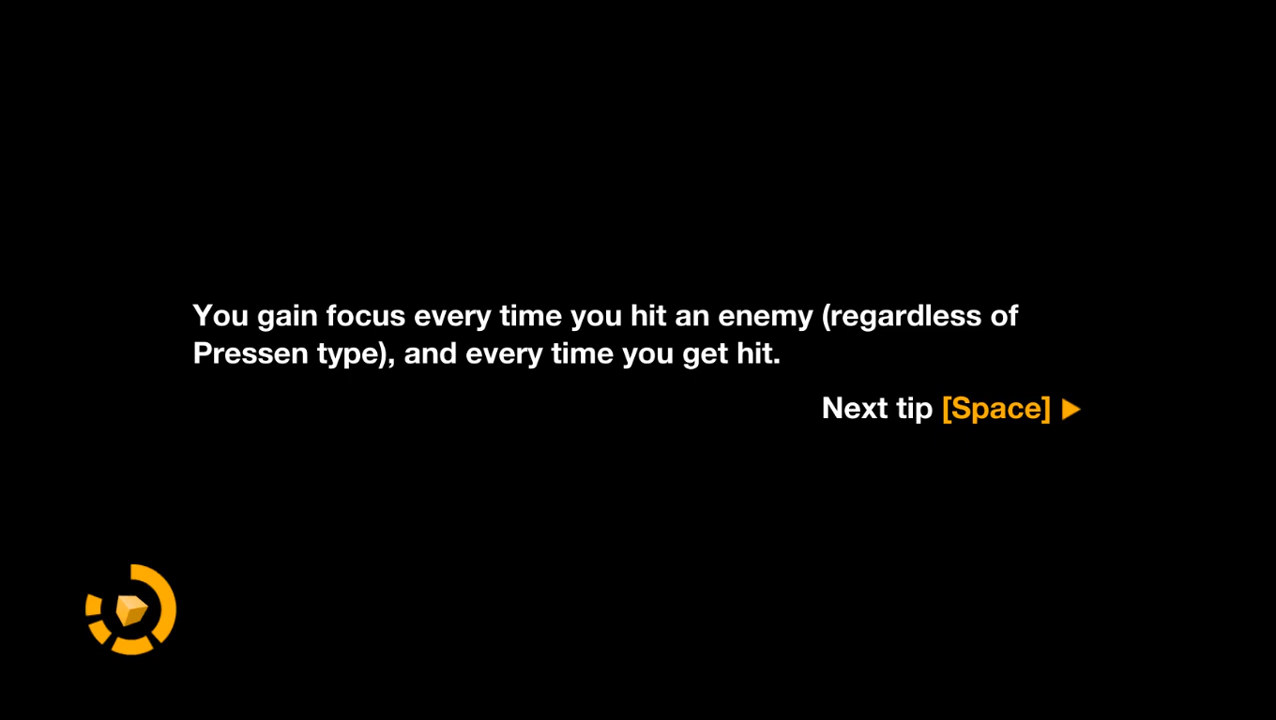 You gain focus every time you hit an enemy (regardless of
Pressen type), and every time you get hit.
Next tip [Space] ▶